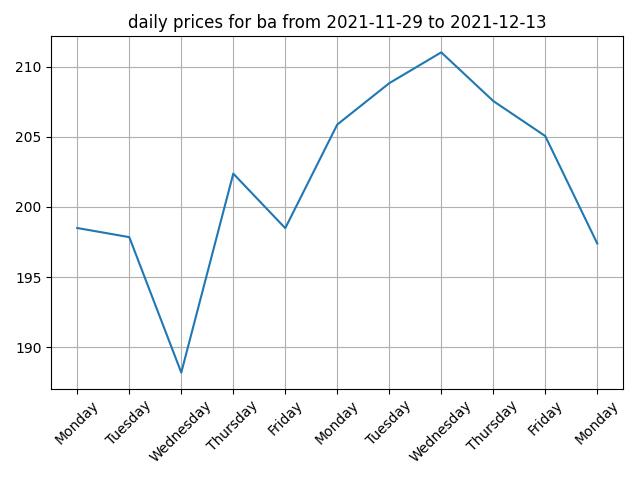 daily prices for ba from 2021-11-29 to 2021-12-13
210
205
200
195
190
Monday
Tuesday
Wednesday
Thursday
Friday
Monday
Tuesday
Wednesday
Thursday
Friday
Monday